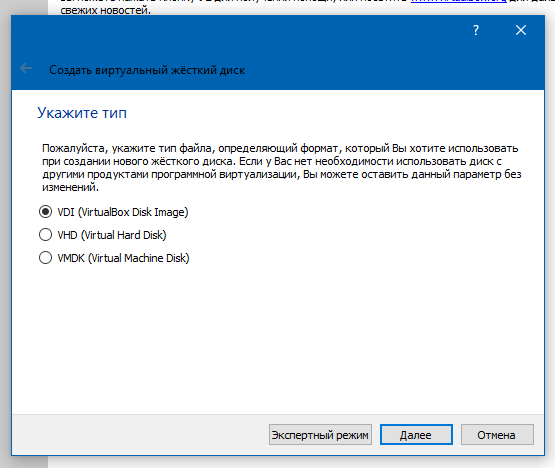 свежих новостей.
?
Создать виртуальный жёсткий диск
Укажите тип
Пожалуйста, укажите тип файла, определяющий формат, который Вы хотите использовать
при создании нового жёсткого диска. Если у Вас нет необходимости использовать диск с
другими продуктами программной виртуализации, Вы можете оставить данный параметр без
изменений.
VDI (VirtualBox Disk Image)
VHD (Virtual Hard Disk)
VMDK (Virtual Machine Disk)
Экспертный режим Далее Отмена